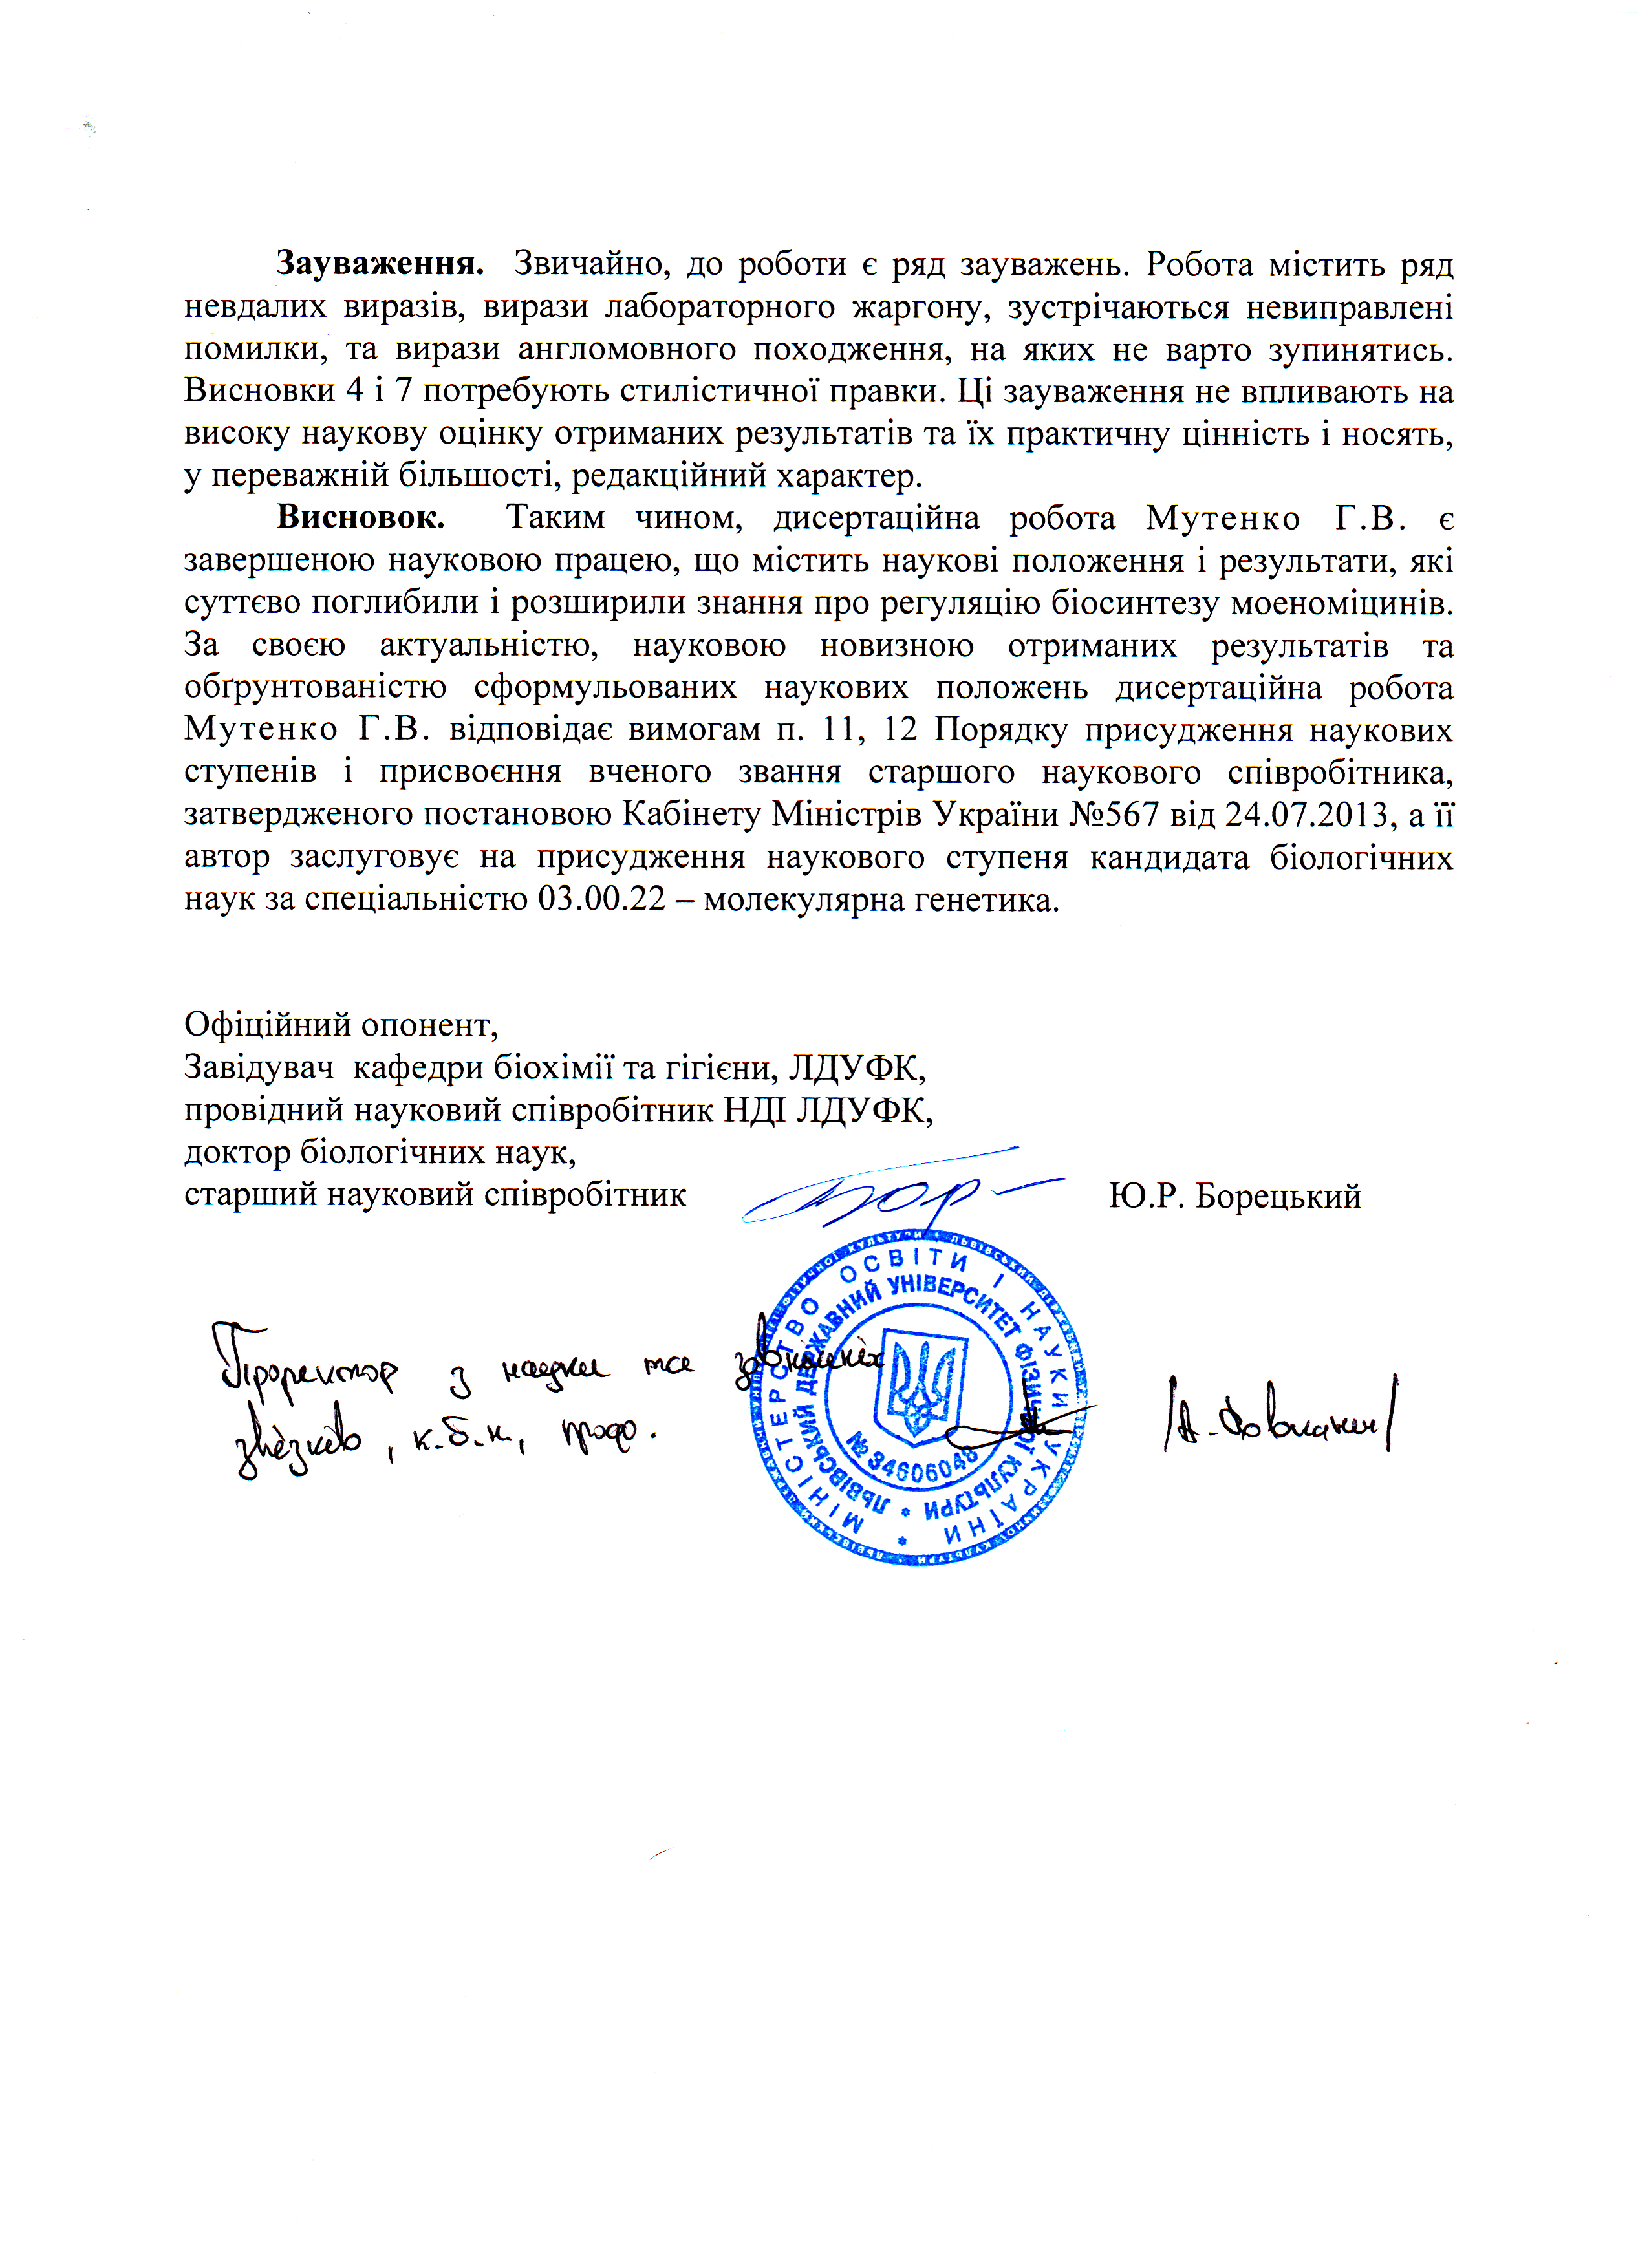 Зауваження. Звичайно, до роботи є ряд зауважень. Робота містить ряд
невдалих виразів, вирази лабораторного жаргону, зустрічаються невиправлені
помилки, та вирази англомовного походження, на яких не варто зупинятись.
Висновки 4 і 7 потребують стилістичної правки. Ці зауваження не впливають на
високу наукову оцінку отриманих результатів та їх практичну цінність і носять,
у переважній більшості, редакційний характер.
Висновок. Таким чином, дисертаційна робота Мутенко Г.В. є
завершеною науковою працею, що містить наукові положення і результати, які
суттєво поглибили і розширили знання про регуляцію біосинтезу моеноміцинів.
За своєю актуальністю, науковою новизною отриманих результатів та
обґрунтованістю сформульованих наукових положень дисертаційна робота
Мутенко Г.В. відповідає вимогам п. 11, 12 Порядку присудження наукових
ступенів і присвоєння вченого звання старшого наукового співробітника,
затвердженого постановою Кабінету Міністрів України №567 від 24.07.2013, а її
автор заслуговує на присудження наукового ступеня кандидата біологічних
наук за спеціальністю 03.00.22 – молекулярна генетика.
Офіційний опонент,
Завідувач кафедри біохімії та гігієни, ЛДУФК,
провідний науковий співробітник НДІ ЛДУФК,
доктор біологічних наук,
старший науковий співробітник Ю.Р. Борецький
МІНІСТЕРСТВО ОСВІТИ І НАУКИ УКРАЇНИ
ЛЬВІВСЬКИЙ ДЕРЖАВНИЙ УНІВЕРСИТЕТ ФІЗИЧНОЇ КУЛЬТУРИ
№ 34606048
Проректор з науки та зовнішніх
зв'язків, к.б.н., проф.